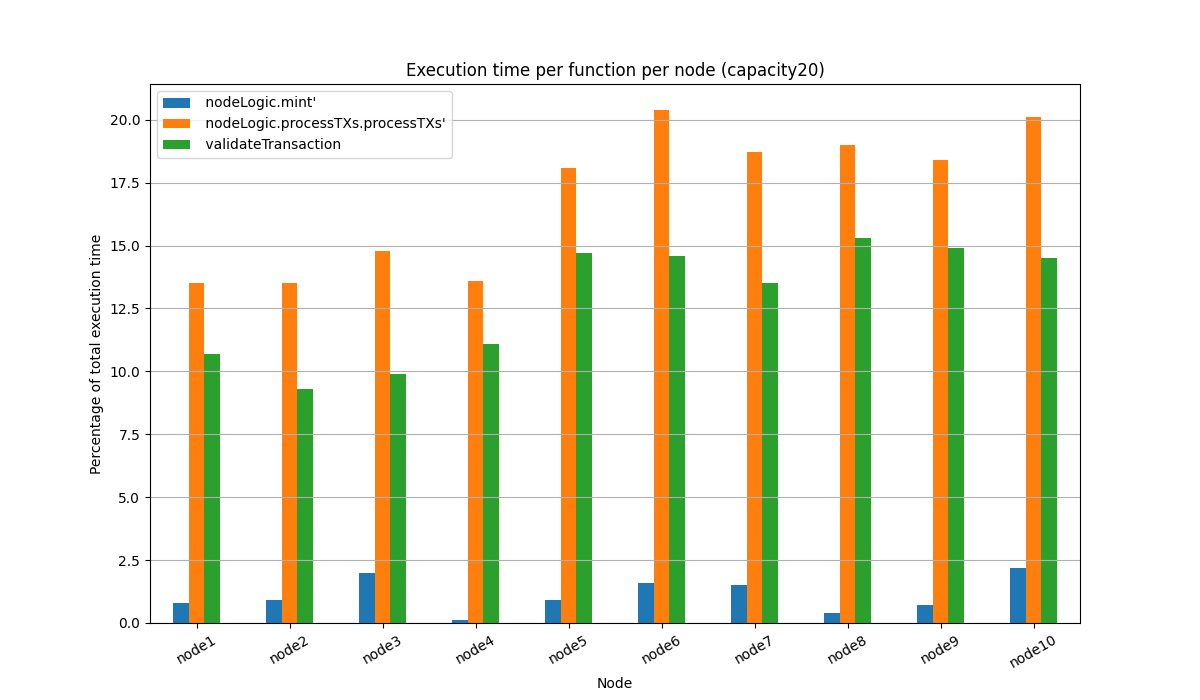 Execution time per function per node (capacity20)
nodeLogic.mint'
nodeLogic.processTXs.processTXs'
validateTransaction
Percentage of total execution time
20.0
17.5
15.0
12.5
10.0
7.5
5.0
2.5
0.0
node1 node2 node3 node4 node5 node6 node7 node8 node9 node10
Node